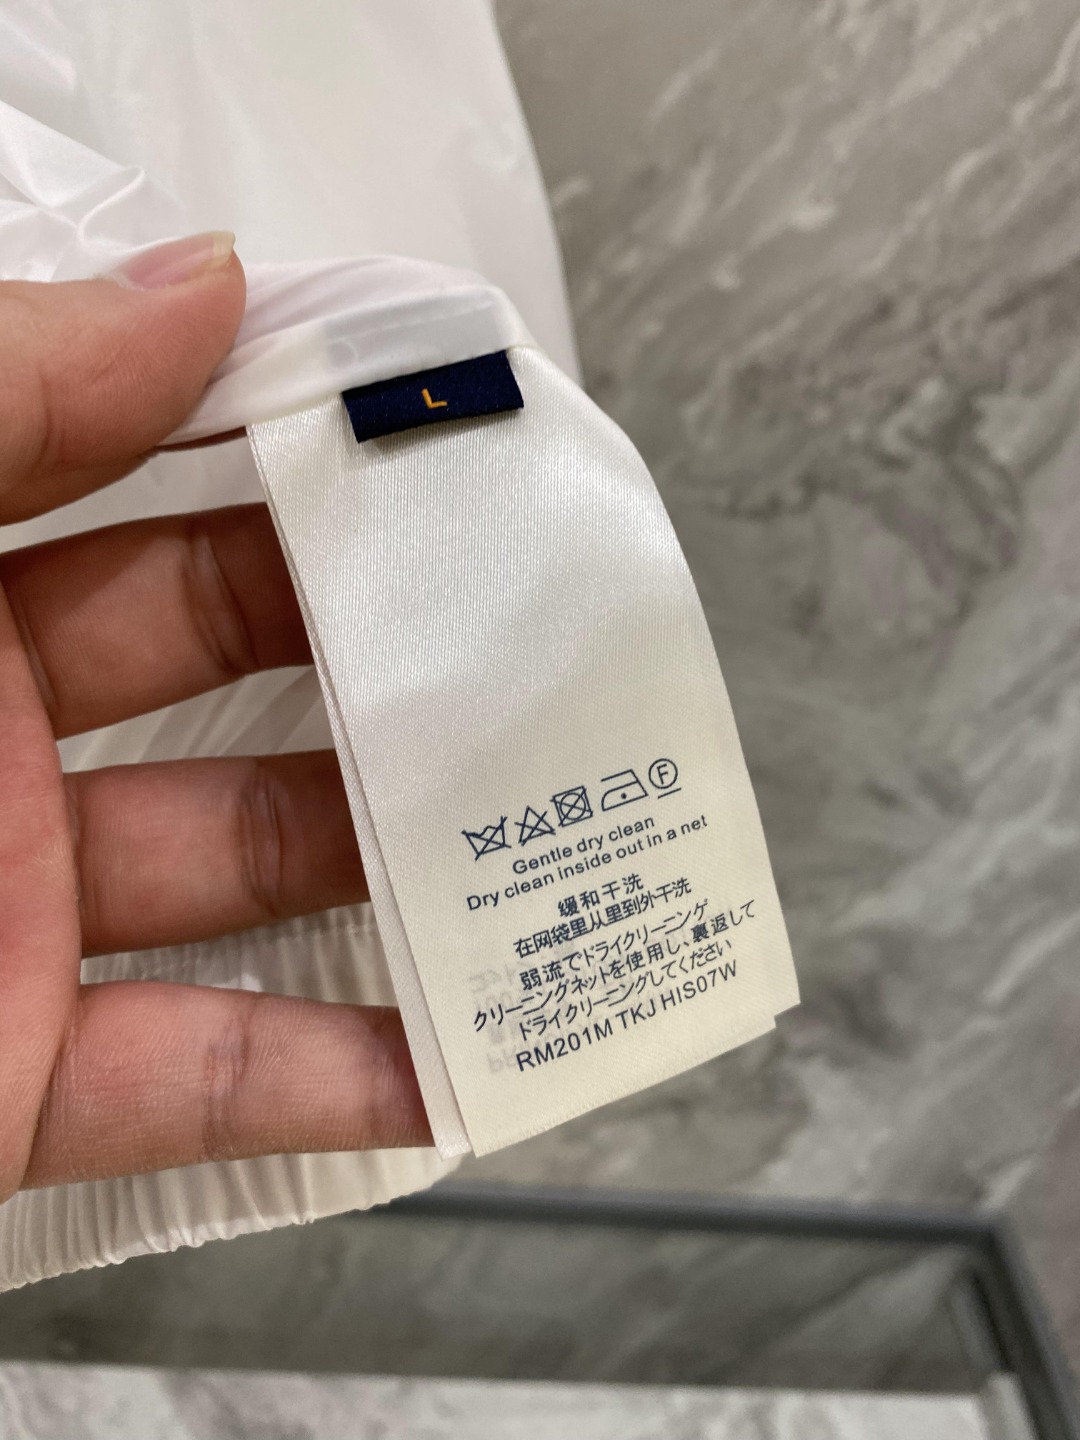 L
F
Gentle dry clean
Dry clean inside out in a net
缓和干洗
在网袋里从里到外干洗
弱流でドライクリーニング
クリーニングネットを使用し、裏返して
ドライクリーニングしてください
RM201M TKJ HIS07W